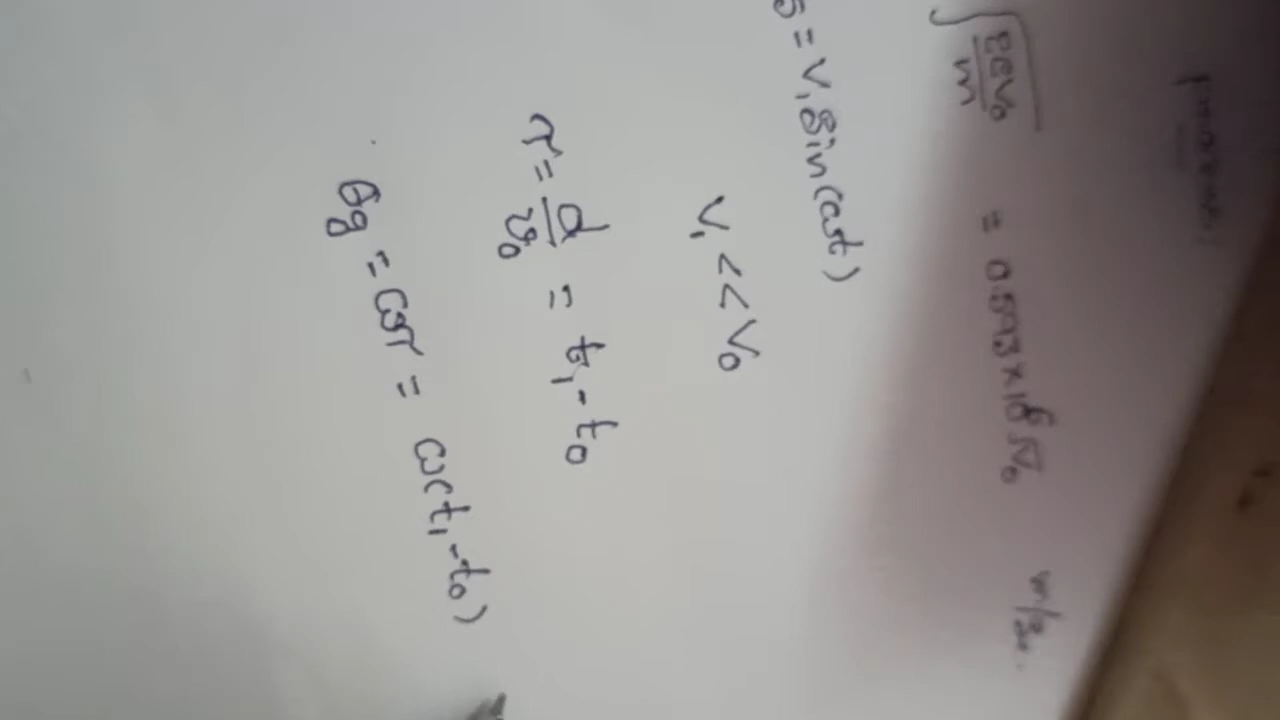 √(2eV₀/m) = 0.593×10⁶√V₀ m/sec.
s = V₁ sin(ωt)
V₁ << V₀
τ = d/v₀ = t₁ - t₀
θg = ωτ = ω(t₁ - t₀)